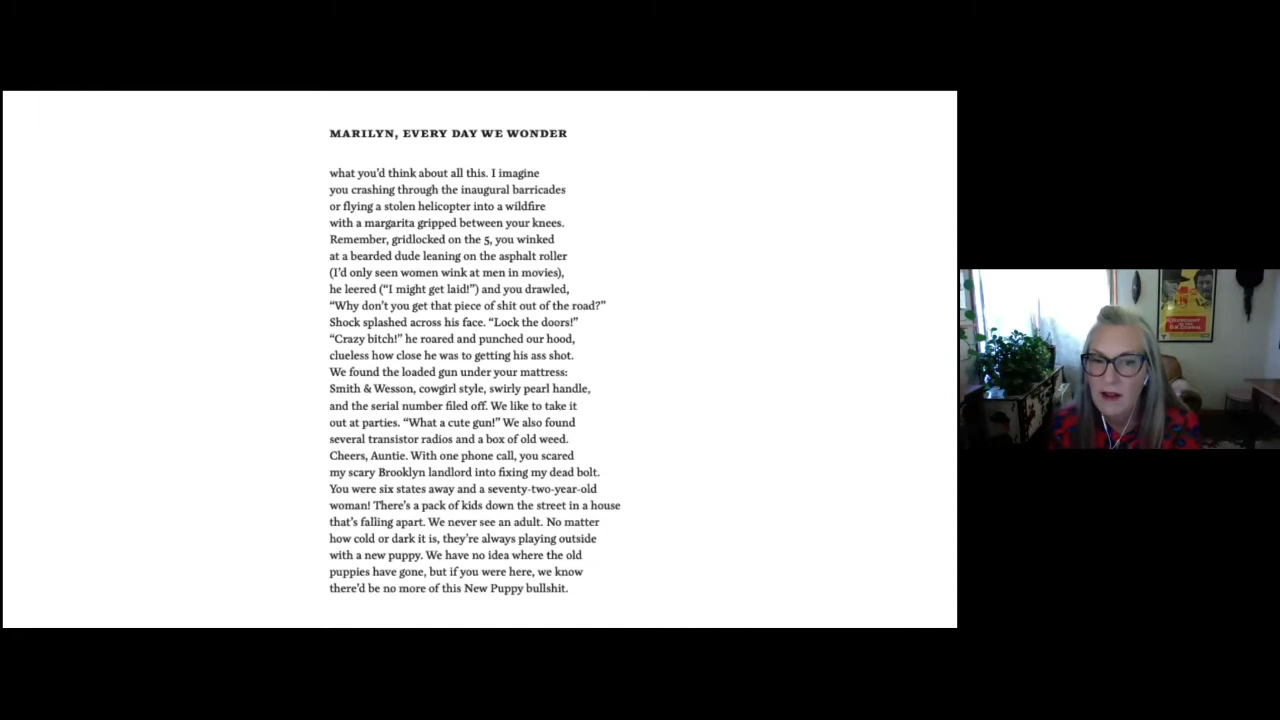 MARILYN, EVERY DAY WE WONDER
what you’d think about all this. I imagine
you crashing through the inaugural barricades
or flying a stolen helicopter into a wildfire
with a margarita gripped between your knees.
Remember, gridlocked on the 5, you winked
at a bearded dude leaning on the asphalt roller
(I’d only seen women wink at men in movies),
he leered (“I might get laid!”) and you drawled,
“Why don’t you get that piece of shit out of the road?”
Shock splashed across his face. “Lock the doors!”
“Crazy bitch!” he roared and punched our hood,
clueless how close he was to getting his ass shot.
We found the loaded gun under your mattress:
Smith & Wesson, cowgirl style, swirly pearl handle,
and the serial number filed off. We like to take it
out at parties. “What a cute gun!” We also found
several transistor radios and a box of old weed.
Cheers, Auntie. With one phone call, you scared
my scary Brooklyn landlord into fixing my dead bolt.
You were six states away and a seventy-two-year-old
woman! There’s a pack of kids down the street in a house
that’s falling apart. We never see an adult. No matter
how cold or dark it is, they’re always playing outside
with a new puppy. We have no idea where the old
puppies have gone, but if you were here, we know
there’d be no more of this New Puppy bullshit.